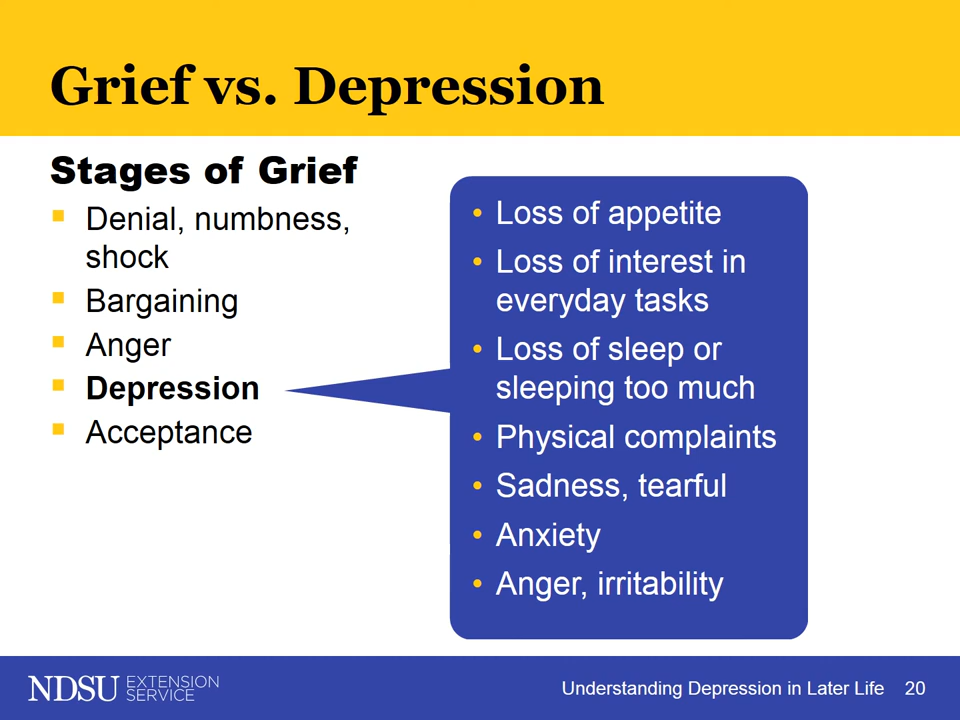 Grief vs. Depression
Stages of Grief
▪ Denial, numbness,
shock
▪ Bargaining
▪ Anger
▪ Depression
▪ Acceptance
• Loss of appetite
• Loss of interest in
everyday tasks
• Loss of sleep or
sleeping too much
• Physical complaints
• Sadness, tearful
• Anxiety
• Anger, irritability
NDSU EXTENSION
SERVICE
Understanding Depression in Later Life 20